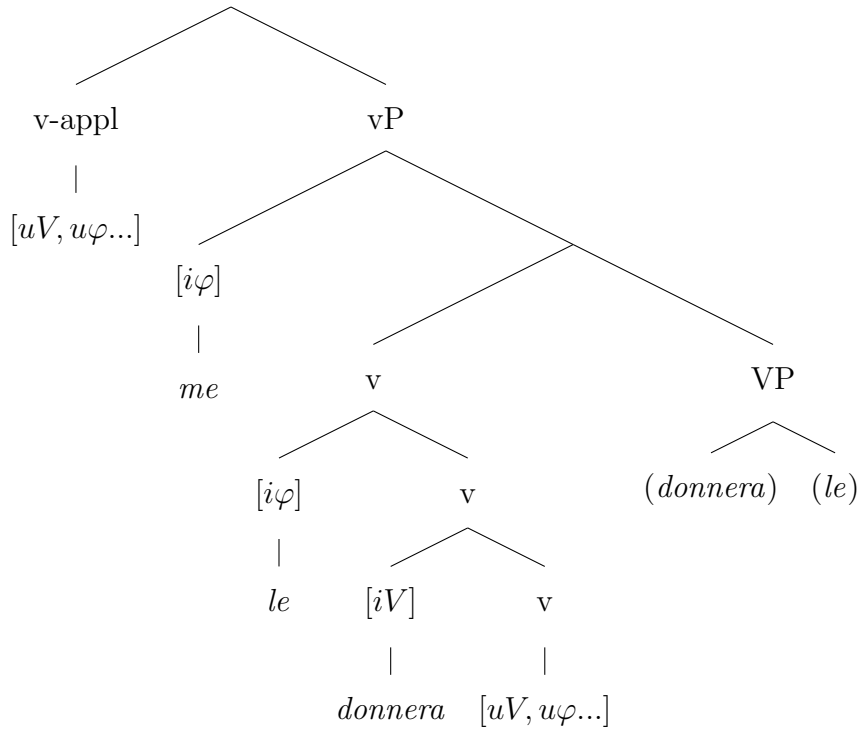 v-appl vP
[uV, uφ...]
[iφ]
me
v VP
[iφ] v (donnera) (le)
le [iV] v
donnera [uV, uφ...]